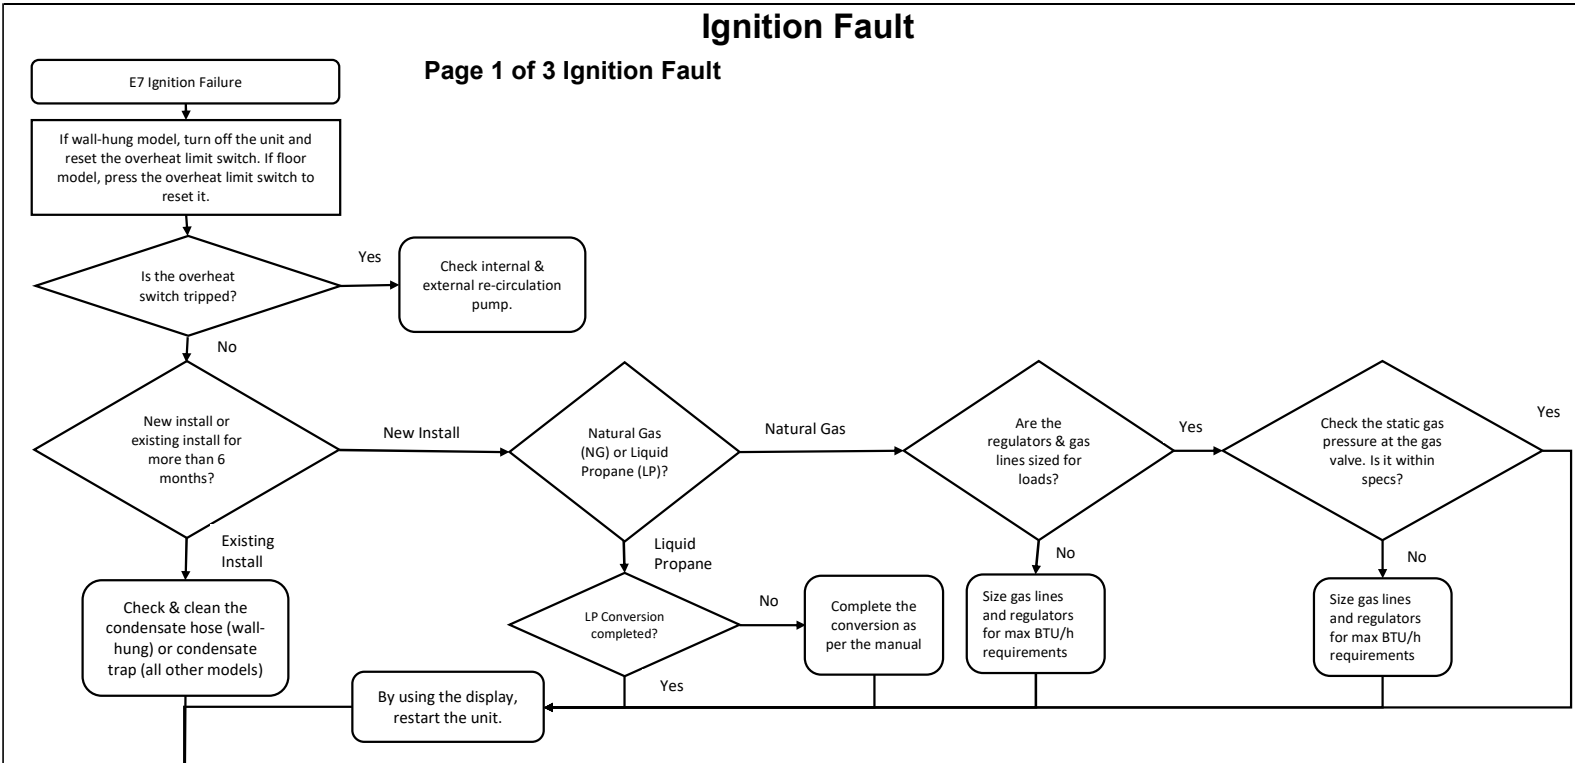 Ignition Fault
Page 1 of 3 Ignition Fault
E7 Ignition Failure
If wall-hung model, turn off the unit and
reset the overheat limit switch. If floor
model, press the overheat limit switch to
reset it.
Is the overheat
switch tripped?
Yes
Check internal &
external re-circulation
pump.
No
New install or
existing install for
more than 6
months?
New Install
Natural Gas
(NG) or Liquid
Propane (LP)?
Natural Gas
Are the
regulators & gas
lines sized for
loads?
Yes
Check the static gas
pressure at the gas
valve. Is it within
specs?
Yes
Existing
Install
Liquid
Propane
No
No
Check & clean the
condensate hose (wall-
hung) or condensate
trap (all other models)
LP Conversion
completed?
No
Complete the
conversion as
per the manual
Size gas lines
and regulators
for max BTU/h
requirements
Size gas lines
and regulators
for max BTU/h
requirements
Yes
By using the display,
restart the unit.